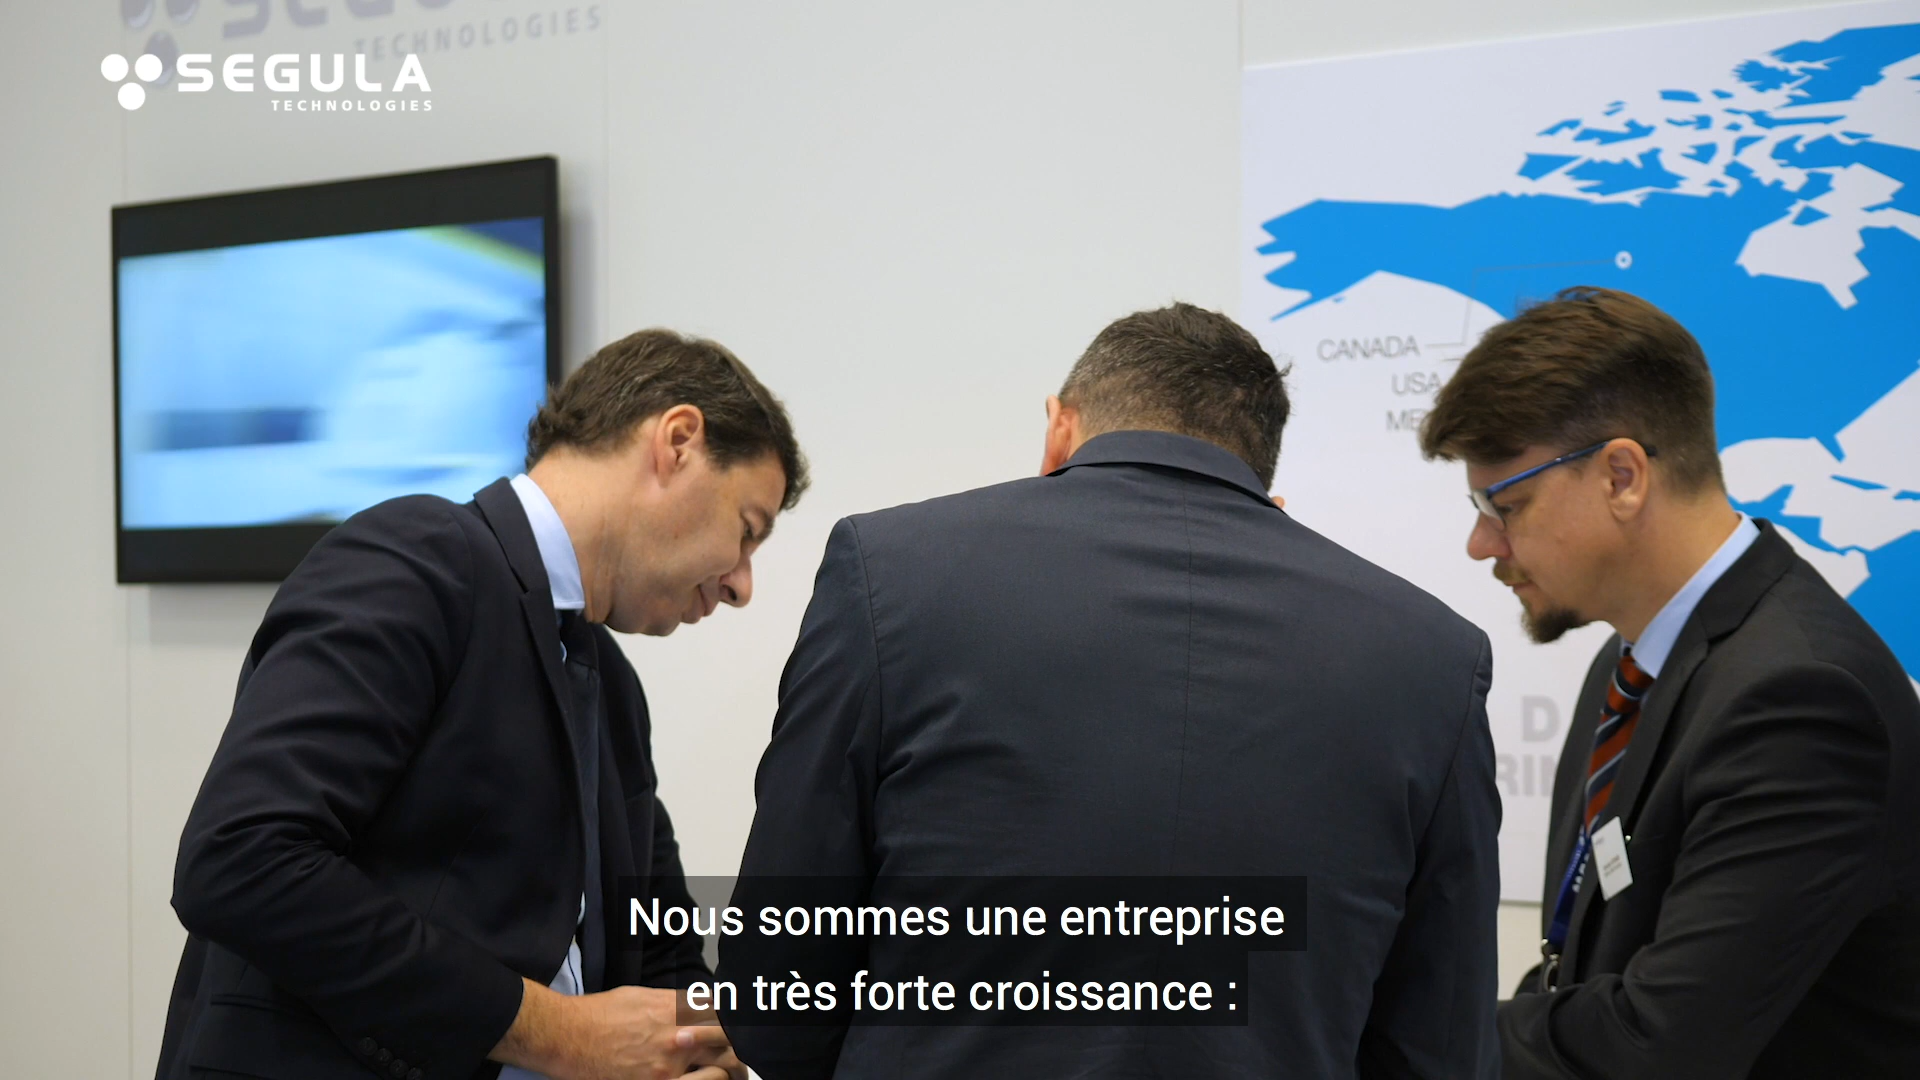 SEGULA
TECHNOLOGIES
TECHNOLOGIES
CANADA
USA
Nous sommes une entreprise
en très forte croissance :